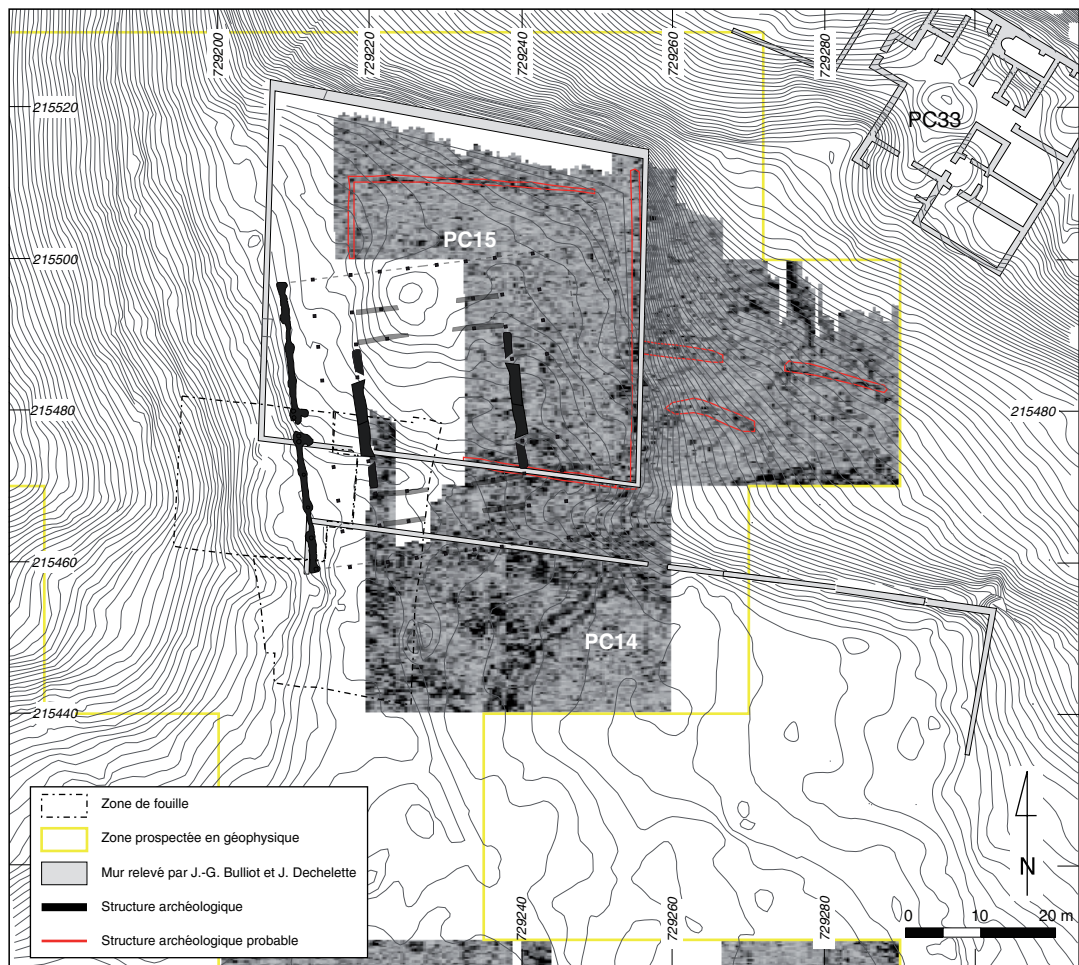 729200
729220
729240
729260
729280
215520
PC33
PC15
215500
215480
215480
215460
PC14
215440
Zone de fouille
Zone prospectée en géophysique
Mur relevé par J.-G. Bulliot et J. Dechelette
Structure archéologique
Structure archéologique probable
729240
729260
729280
N
0 10 20 m